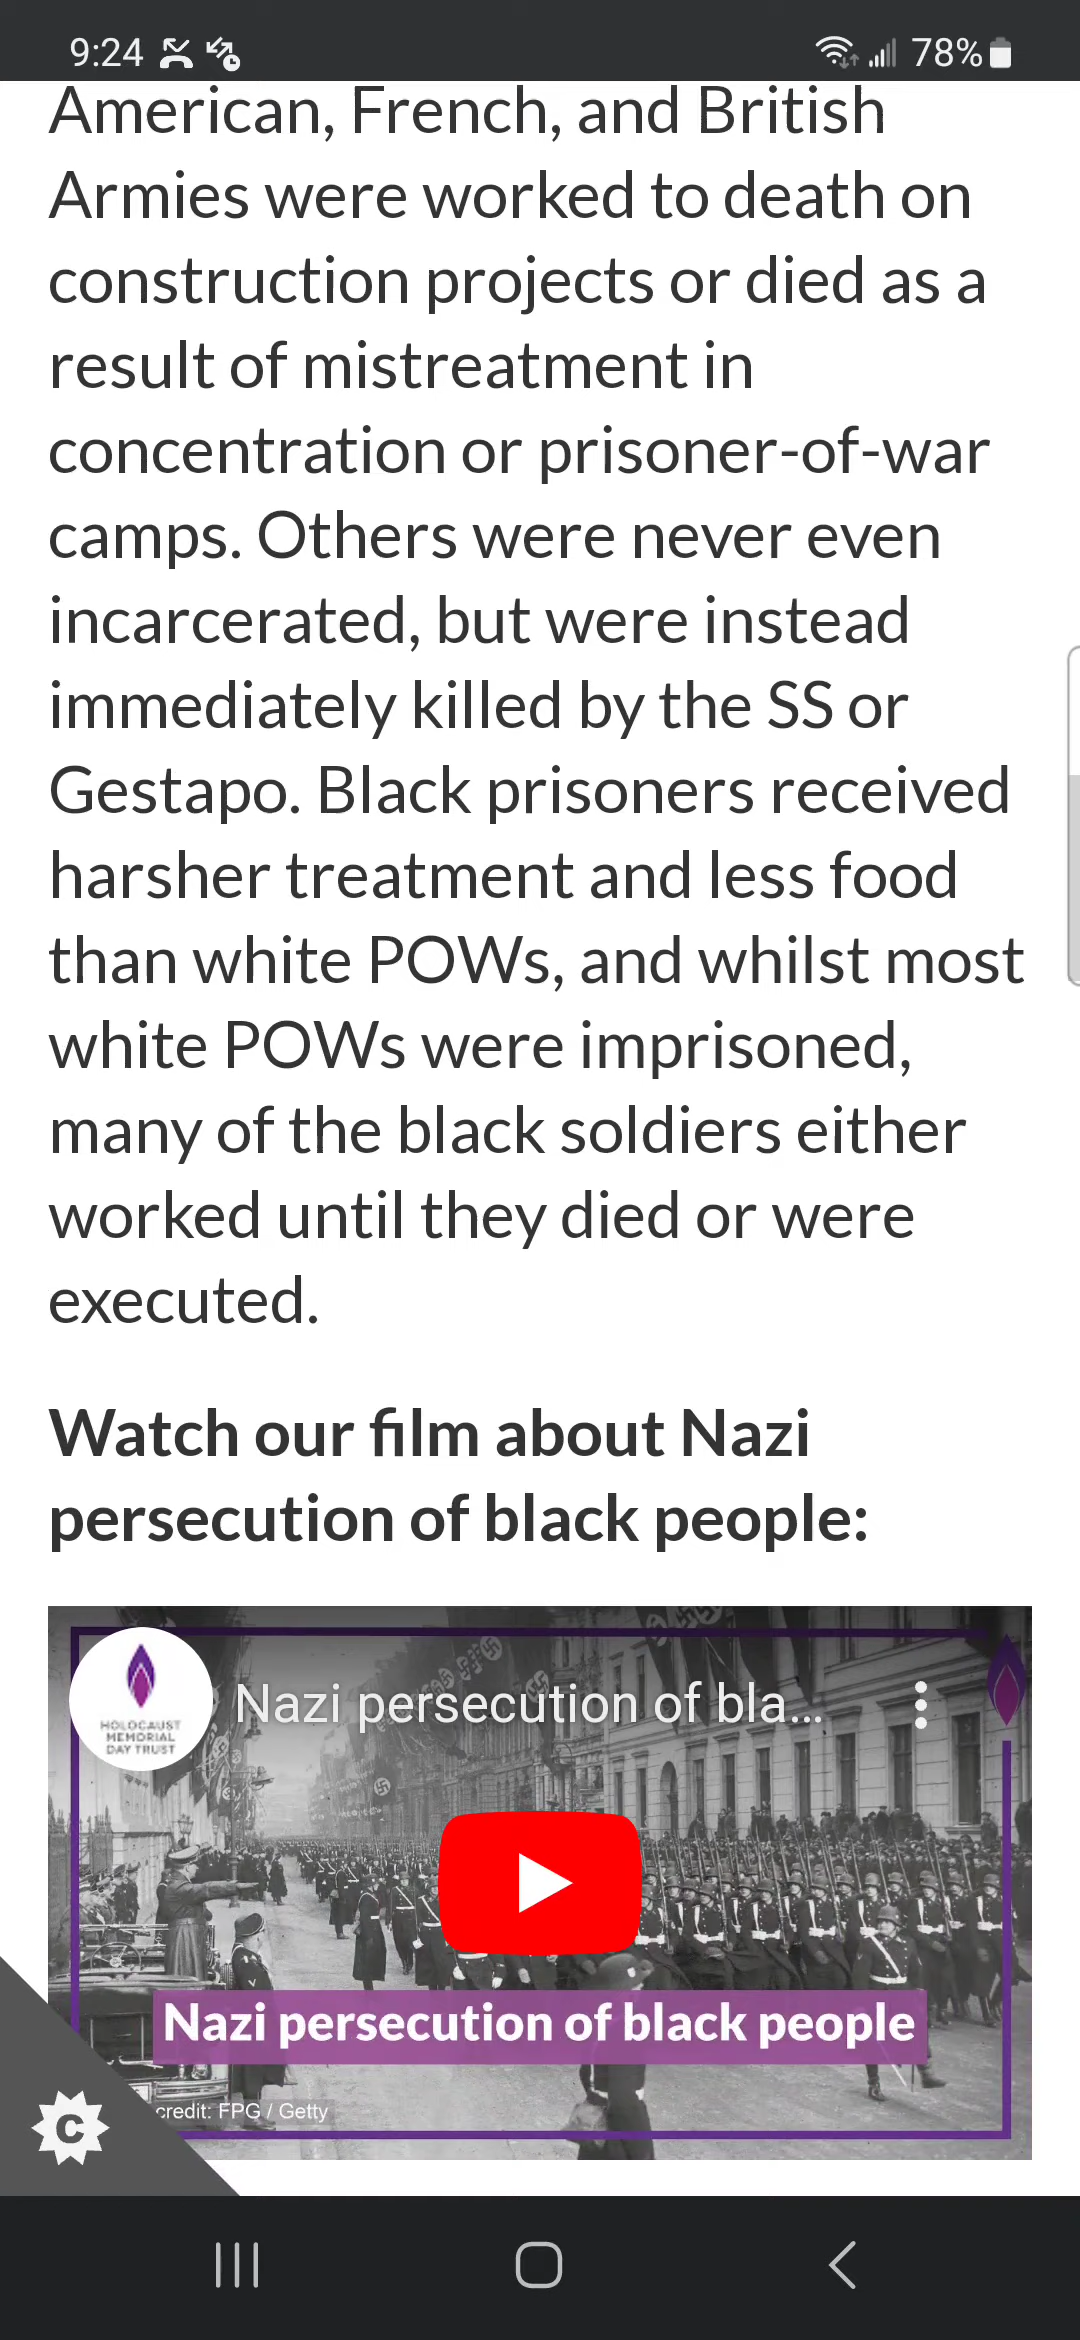 9:24
78%
American, French, and British
Armies were worked to death on
construction projects or died as a
result of mistreatment in
concentration or prisoner-of-war
camps. Others were never even
incarcerated, but were instead
immediately killed by the SS or
Gestapo. Black prisoners received
harsher treatment and less food
than white POWs, and whilst most
white POWs were imprisoned,
many of the black soldiers either
worked until they died or were
executed.
Watch our film about Nazi
persecution of black people:
HOLOCAUST
MEMORIAL
DAY TRUST
Nazi persecution of bla...
Nazi persecution of black people
credit: FPG / Getty
C